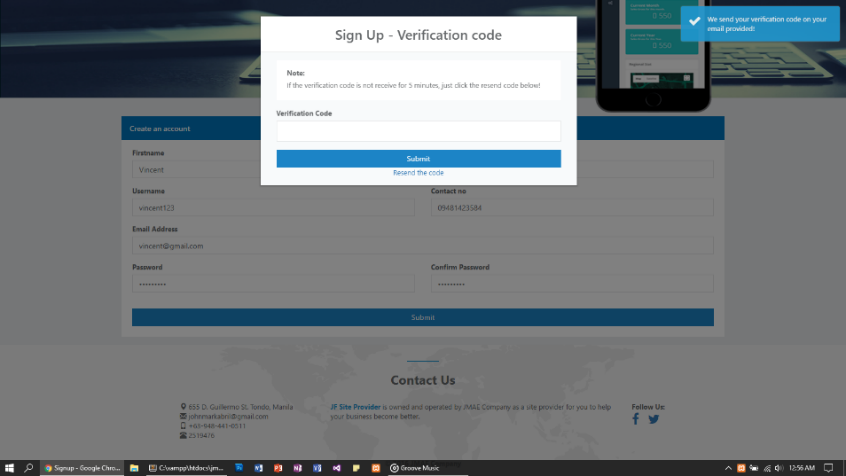 We send your verification code on your
email provided!
Sign Up - Verification code
Note:
If the verification code is not receive for 5 minutes, just click the resend code below!
Verification Code
Submit
Resend the code
Create an account
Firstname
Vincent
Username
Contact no
vincent123
09481423584
Email Address
vincent@gmail.com
Password
Confirm Password
Submit
Contact Us
655 D. Guillermo St. Tondo, Manila
JF Site Provider is owned and operated by JMAE Company as a site provider for you to help
your business become better.
Follow Us:
+63-948-441-6511
2519476
Signup - Google Chro...
C:\xampp\htdocs\jm...
Groove Music
12:56 AM